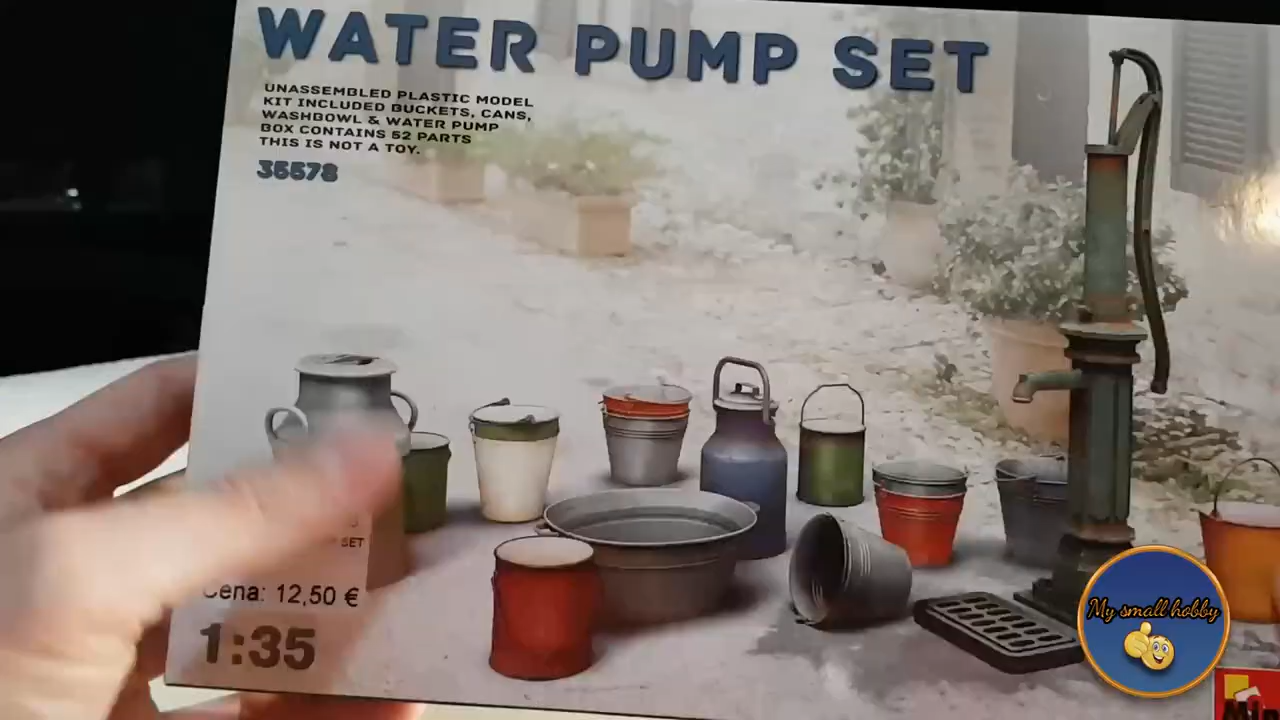 WATER PUMP SET
UNASSEMBLED PLASTIC MODEL
KIT INCLUDED BUCKETS, CANS,
WASHBOWL & WATER PUMP
BOX CONTAINS 52 PARTS
THIS IS NOT A TOY.
35578
SET
Cena: 12,50 €
1:35
My small hobby